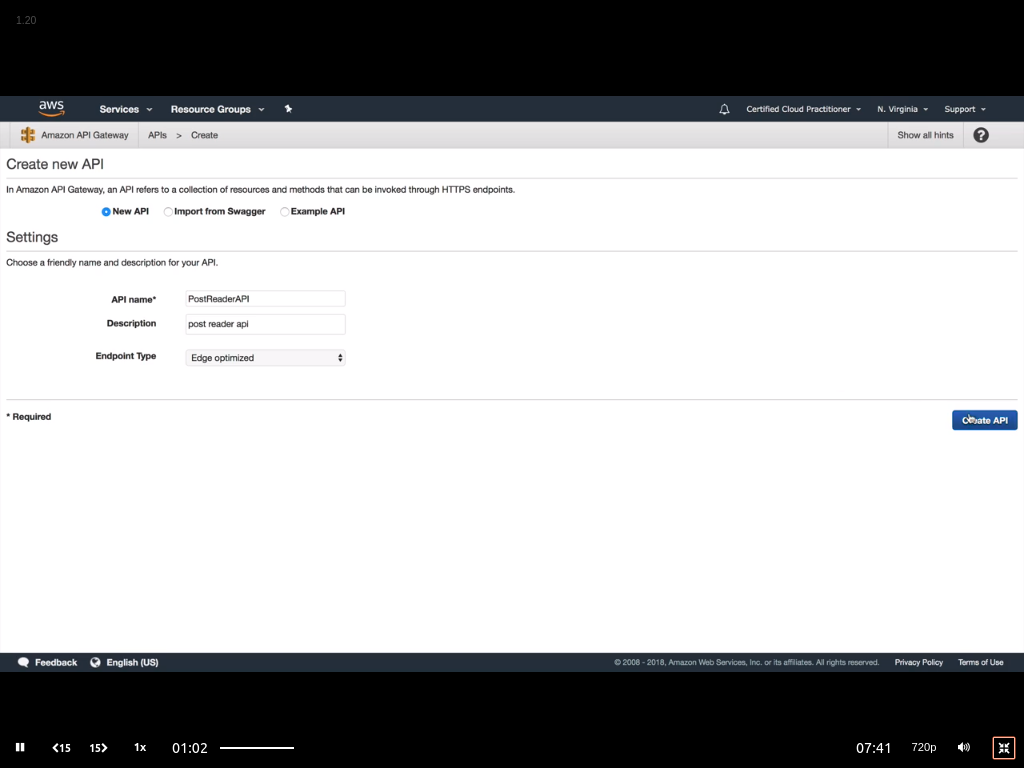 1.20
aws Services Resource Groups Certified Cloud Practitioner N. Virginia Support
Amazon API Gateway APIs > Create Show all hints ?
Create new API
In Amazon API Gateway, an API refers to a collection of resources and methods that can be invoked through HTTPS endpoints.
New API Import from Swagger Example API
Settings
Choose a friendly name and description for your API.
API name* PostReaderAPI
Description post reader api
Endpoint Type Edge optimized
* Required Create API
Feedback English (US) © 2008 - 2018, Amazon Web Services, Inc. or its affiliates. All rights reserved. Privacy Policy Terms of Use
15 15 1x 01:02 07:41 720p